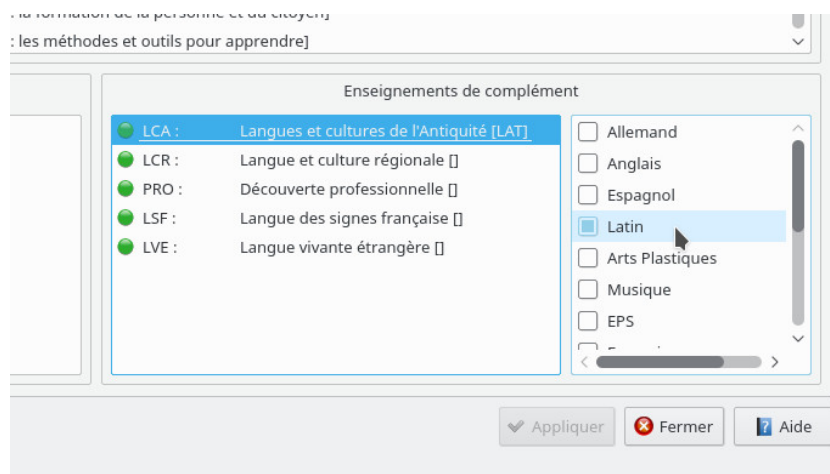 : la formation de la personne et du citoyen]
: les méthodes et outils pour apprendre]
Enseignements de complément
LCA : Langues et cultures de l'Antiquité [LAT]
LCR : Langue et culture régionale []
PRO : Découverte professionnelle []
LSF : Langue des signes française []
LVE : Langue vivante étrangère []
Allemand
Anglais
Espagnol
Latin
Arts Plastiques
Musique
EPS
Appliquer
Fermer
Aide